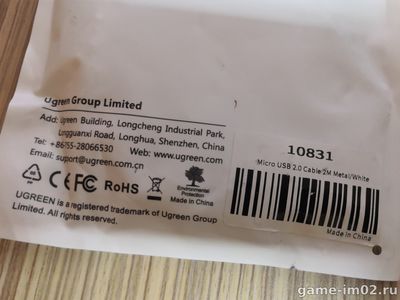 Ugreen Group Limited
Add: Ugreen Building, Longcheng Industrial Park,
Longguanxi Road, Longhua, Shenzhen, China
Tel: +86-755-28066530
Email: support@ugreen.com.cn Web: www.ugreen.com
CE FC RoHS
Environmental
Protection
Made In China
UGREEN is a registered trademark of Ugreen Group
Limited. All rights reserved.
10831
Micro USB 2.0 Cable/2M Metal/White
Made in China
game-im02.ru